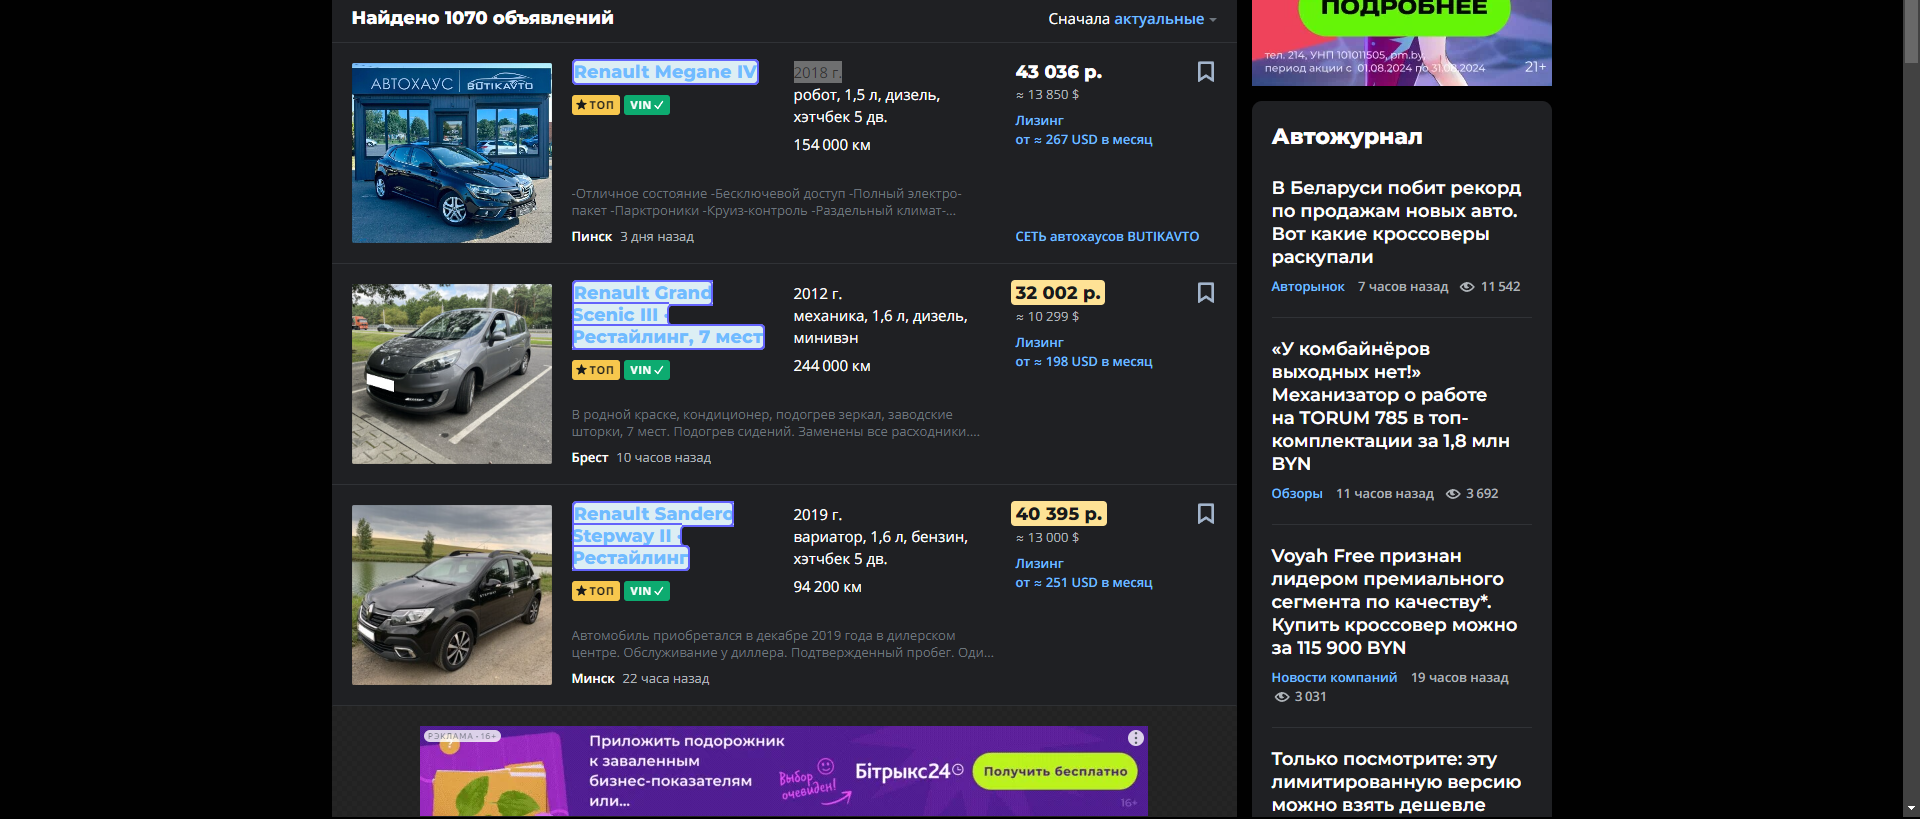 Найдено 1070 объявлений
Сначала актуальные
АВТОХАУС BUTIKAVTO
Renault Megane IV
ТОП VIN
2018 г.
робот, 1,5 л, дизель,
хэтчбек 5 дв.
154 000 км
43 036 р.
≈ 13 850 $
Лизинг
от ≈ 267 USD в месяц
-Отличное состояние -Бесключевой доступ -Полный электро-
пакет -Парктроники -Круиз-контроль -Раздельный климат-...
Пинск 3 дня назад
СЕТЬ автохаусов BUTIKAVTO
Renault Grand
Scenic III ·
Рестайлинг, 7 мест
ТОП VIN
2012 г.
механика, 1,6 л, дизель,
минивэн
244 000 км
32 002 р.
≈ 10 299 $
Лизинг
от ≈ 198 USD в месяц
В родной краске, кондиционер, подогрев зеркал, заводские
шторки, 7 мест. Подогрев сидений. Заменены все расходники....
Брест 10 часов назад
Renault Sandero
Stepway II ·
Рестайлинг
ТОП VIN
2019 г.
вариатор, 1,6 л, бензин,
хэтчбек 5 дв.
94 200 км
40 395 р.
≈ 13 000 $
Лизинг
от ≈ 251 USD в месяц
Автомобиль приобретался в декабре 2019 года в дилерском
центре. Обслуживание у диллера. Подтвержденный пробег. Оди...
Минск 22 часа назад
РЭКЛАМА • 16+
Приложить подорожник
к заваленным
бизнес-показателям
или...
Выбор
очевиден!
Бітрыкс24
Получить бесплатно
16+
ПОДРОБНЕЕ
тел. 214, УНП 101011505, pm.by,
период акции с 01.08.2024 по 31.08.2024
21+
Автожурнал
В Беларуси побит рекорд
по продажам новых авто.
Вот какие кроссоверы
раскупали
Авторынок 7 часов назад 11 542
«У комбайнёров
выходных нет!»
Механизатор о работе
на TORUM 785 в топ-
комплектации за 1,8 млн
BYN
Обзоры 11 часов назад 3 692
Voyah Free признан
лидером премиального
сегмента по качеству*.
Купить кроссовер можно
за 115 900 BYN
Новости компаний 19 часов назад
3 031
Только посмотрите: эту
лимитированную версию
можно взять дешевле